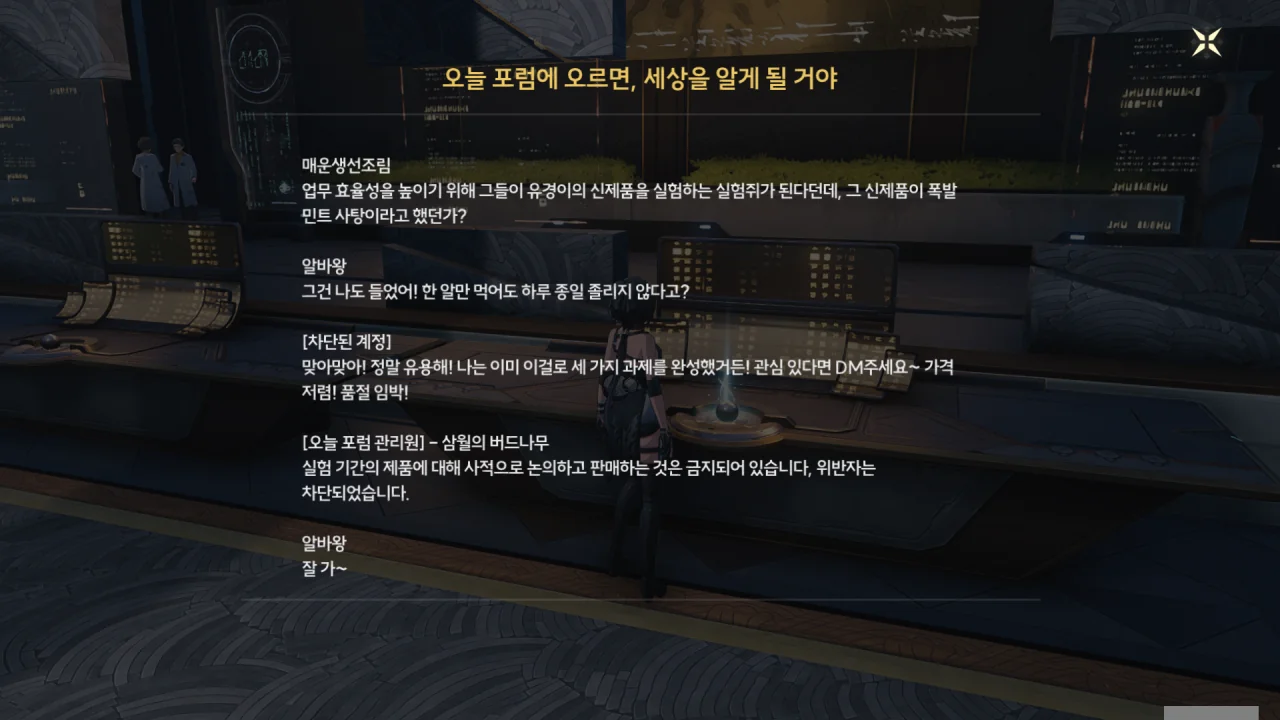 오늘 포럼에 오르면, 세상을 알게 될 거야
매운생선조림
업무 효율성을 높이기 위해 그들이 유경이의 신제품을 실험하는 실험쥐가 된다던데, 그 신제품이 폭발
민트 사탕이라고 했던가?
알바왕
그건 나도 들었어! 한 알만 먹어도 하루 종일 졸리지 않다고?
[차단된 계정]
맞아맞아! 정말 유용해! 나는 이미 이걸로 세 가지 과제를 완성했거든! 관심 있다면 DM주세요~ 가격
저렴! 품절 임박!
[오늘 포럼 관리원] - 삼월의 버드나무
실험 기간의 제품에 대해 사적으로 논의하고 판매하는 것은 금지되어 있습니다, 위반자는
차단되었습니다.
알바왕
잘 가~